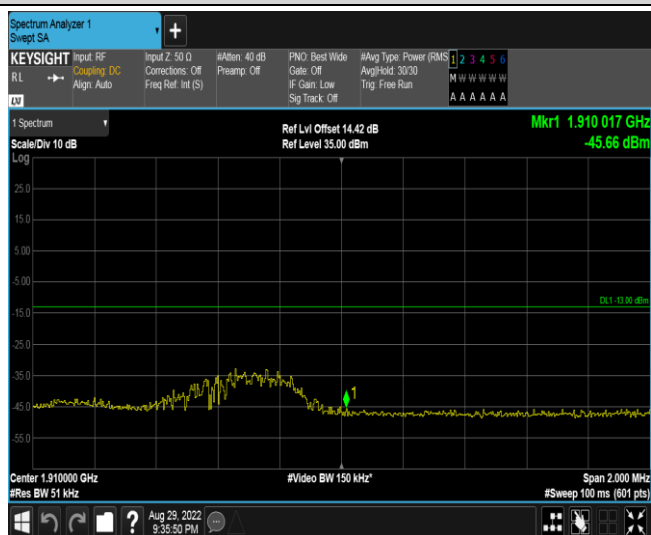 Spectrum Analyzer 1
Swept SA
+
KEYSIGHT
RL
LXI
Input: RF
Coupling: DC
Align: Auto
Input Z: 50 Ω
Corrections: Off
Freq Ref: Int (S)
#Atten: 40 dB
Preamp: Off
PNO: Best Wide
Gate: Off
IF Gain: Low
Sig Track: Off
#Avg Type: Power (RMS
Avg|Hold: 30/30
Trig: Free Run
1 2 3 4 5 6
M W W W W W
A A A A A A
1 Spectrum
Scale/Div 10 dB
Log
Ref Lvl Offset 14.42 dB
Ref Level 35.00 dBm
Mkr1 1.910 017 GHz
-45.66 dBm
25.0
15.0
5.00
-5.00
-15.0
-25.0
-35.0
-45.0
-55.0
DL1 -13.00 dBm
1
Center 1.910000 GHz
#Res BW 51 kHz
#Video BW 150 kHz*
Span 2.000 MHz
#Sweep 100 ms (601 pts)
?
Aug 29, 2022
9:35:50 PM